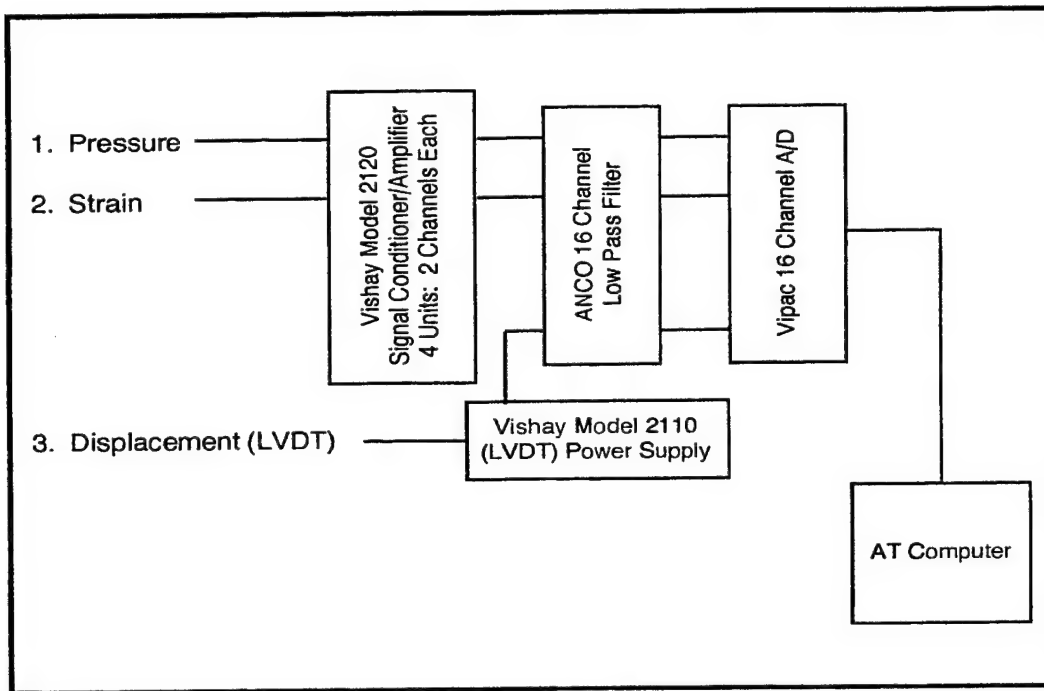 1. Pressure
2. Strain
3. Displacement (LVDT)
Vishay Model 2120
Signal Conditioner/Amplifier
4 Units: 2 Channels Each
ANCO 16 Channel
Low Pass Filter
Vipac 16 Channel A/D
Vishay Model 2110
(LVDT) Power Supply
AT Computer